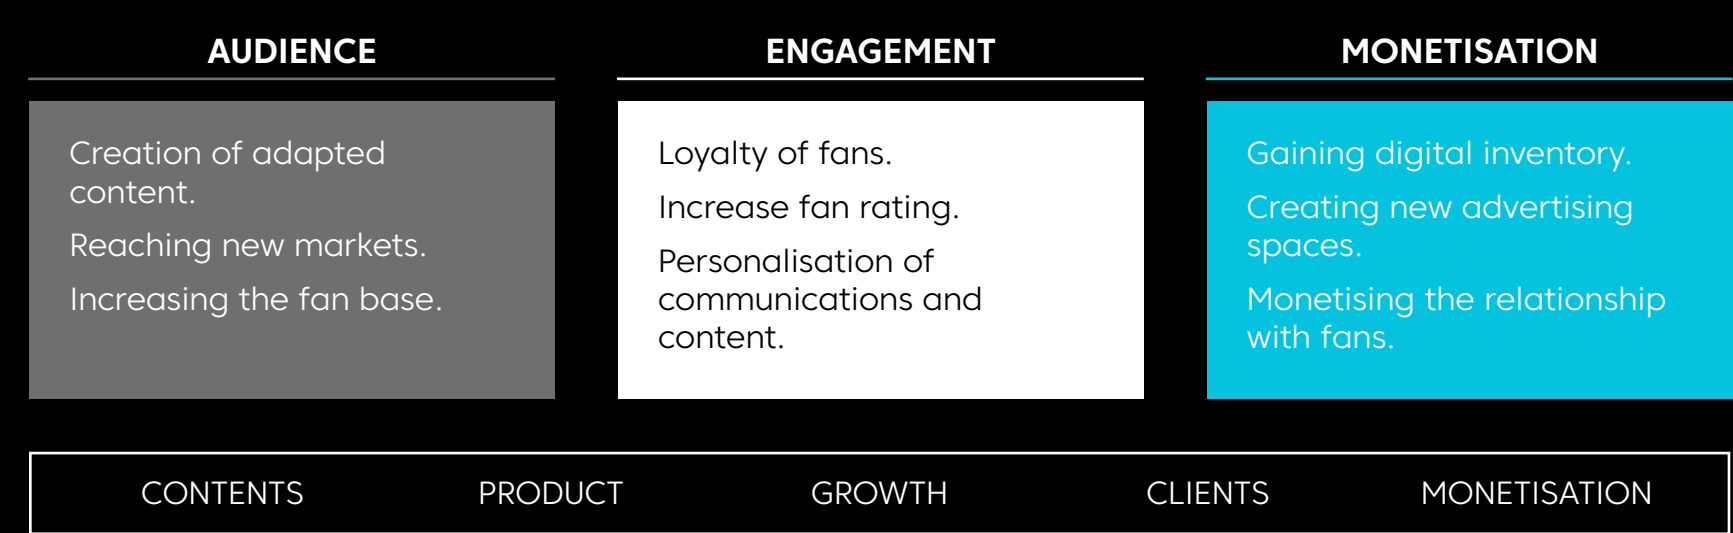 AUDIENCE
Creation of adapted
content.
Reaching new markets.
Increasing the fan base.
ENGAGEMENT
Loyalty of fans.
Increase fan rating.
Personalisation of
communications and
content.
MONETISATION
Gaining digital inventory.
Creating new advertising
spaces.
Monetising the relationship
with fans.
CONTENTS PRODUCT GROWTH CLIENTS MONETISATION